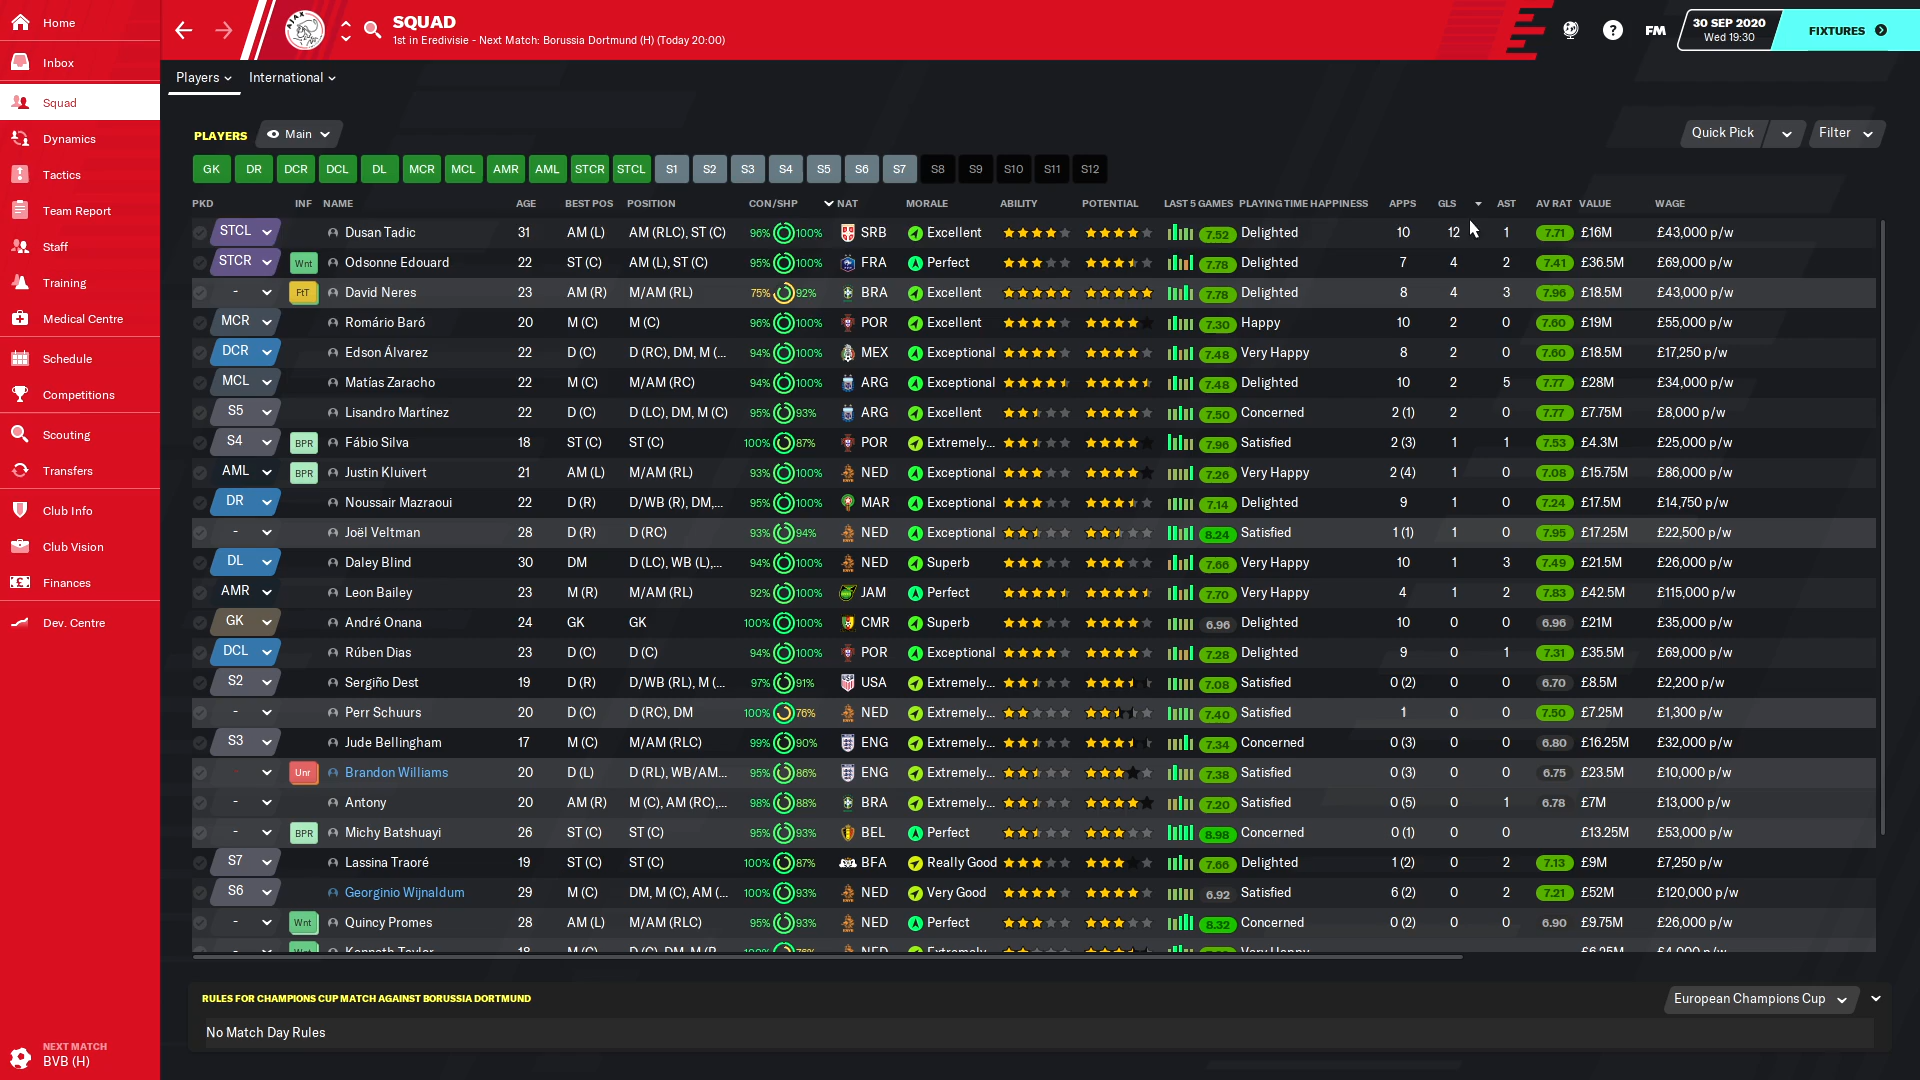 Home
Inbox
Squad
Dynamics
Tactics
Team Report
Staff
Training
Medical Centre
Schedule
Competitions
Scouting
Transfers
Club Info
Club Vision
Finances
Dev. Centre
NEXT MATCH
BVB (H)
AJAX
SQUAD
1st in Eredivisie - Next Match: Borussia Dortmund (H) (Today 20:00)
FM
30 SEP 2020
Wed 19:30
FIXTURES
Players International
PLAYERS Main Quick Pick Filter
GK DR DCR DCL DL MCR MCL AMR AML STCR STCL S1 S2 S3 S4 S5 S6 S7 S8 S9 S10 S11 S12
PKD INF NAME AGE BEST POS POSITION CON/SHP NAT MORALE ABILITY POTENTIAL LAST 5 GAMES PLAYING TIME HAPPINESS APPS GLS AST AV RAT VALUE WAGE
STCL Dusan Tadic 31 AM (L) AM (RLC), ST (C) 96% 100% SRB Excellent 7.52 Delighted 10 12 1 7.71 £16M £43,000 p/w
STCR Wnt Odsonne Edouard 22 ST (C) AM (L), ST (C) 95% 100% FRA Perfect 7.78 Delighted 7 4 2 7.41 £36.5M £69,000 p/w
- FtT David Neres 23 AM (R) M/AM (RL) 75% 92% BRA Excellent 7.78 Delighted 8 4 3 7.96 £18.5M £43,000 p/w
MCR Romário Baró 20 M (C) M (C) 96% 100% POR Excellent 7.30 Happy 10 2 0 7.60 £19M £55,000 p/w
DCR Edson Álvarez 22 D (C) D (RC), DM, M (... 94% 100% MEX Exceptional 7.48 Very Happy 8 2 0 7.60 £18.5M £17,250 p/w
MCL Matías Zaracho 22 M (C) M/AM (RC) 94% 100% ARG Exceptional 7.48 Delighted 10 2 5 7.77 £28M £34,000 p/w
S5 Lisandro Martínez 22 D (C) D (LC), DM, M (C) 95% 93% ARG Excellent 7.50 Concerned 2 (1) 2 0 7.77 £7.75M £8,000 p/w
S4 BPR Fábio Silva 18 ST (C) ST (C) 100% 87% POR Extremely... 7.96 Satisfied 2 (3) 1 1 7.53 £4.3M £25,000 p/w
AML BPR Justin Kluivert 21 AM (L) M/AM (RL) 93% 100% NED Exceptional 7.26 Very Happy 2 (4) 1 0 7.08 £15.75M £86,000 p/w
DR Noussair Mazraoui 22 D (R) D/WB (R), DM,... 95% 100% MAR Exceptional 7.14 Delighted 9 1 0 7.24 £17.5M £14,750 p/w
- Joël Veltman 28 D (R) D (RC) 93% 94% NED Exceptional 8.24 Satisfied 1 (1) 1 0 7.95 £17.25M £22,500 p/w
DL Daley Blind 30 DM D (LC), WB (L),... 94% 100% NED Superb 7.66 Very Happy 10 1 3 7.49 £21.5M £26,000 p/w
AMR Leon Bailey 23 M (R) M/AM (RL) 92% 100% JAM Perfect 7.70 Very Happy 4 1 2 7.83 £42.5M £115,000 p/w
GK André Onana 24 GK GK 100% 100% CMR Superb 6.96 Delighted 10 0 0 6.96 £21M £35,000 p/w
DCL Rúben Dias 23 D (C) D (C) 94% 100% POR Exceptional 7.28 Delighted 9 0 1 7.31 £35.5M £69,000 p/w
S2 Sergiño Dest 19 D (R) D/WB (RL), M (... 97% 91% USA Extremely... 7.08 Satisfied 0 (2) 0 0 6.70 £8.5M £2,200 p/w
- Perr Schuurs 20 D (C) D (RC), DM 100% 76% NED Extremely... 7.40 Satisfied 1 0 0 7.50 £7.25M £1,300 p/w
S3 Jude Bellingham 17 M (C) M/AM (RLC) 99% 90% ENG Extremely... 7.34 Concerned 0 (3) 0 0 6.80 £16.25M £32,000 p/w
- Unr Brandon Williams 20 D (L) D (RL), WB/AM... 95% 86% ENG Extremely... 7.38 Satisfied 0 (3) 0 0 6.75 £23.5M £10,000 p/w
- Antony 20 AM (R) M (C), AM (RC),... 98% 88% BRA Extremely... 7.20 Satisfied 0 (5) 0 1 6.78 £7M £13,000 p/w
- BPR Michy Batshuayi 26 ST (C) ST (C) 95% 93% BEL Perfect 8.98 Concerned 0 (1) 0 0 £13.25M £53,000 p/w
S7 Lassina Traoré 19 ST (C) ST (C) 100% 87% BFA Really Good 7.66 Delighted 1 (2) 0 2 7.13 £9M £7,250 p/w
S6 Georginio Wijnaldum 29 M (C) DM, M (C), AM (... 100% 93% NED Very Good 6.92 Satisfied 6 (2) 0 2 7.21 £52M £120,000 p/w
- Wnt Quincy Promes 28 AM (L) M/AM (RLC) 95% 93% NED Perfect 8.32 Concerned 0 (2) 0 0 6.90 £9.75M £26,000 p/w
RULES FOR CHAMPIONS CUP MATCH AGAINST BORUSSIA DORTMUND European Champions Cup
No Match Day Rules